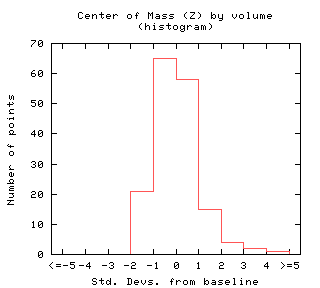 Center of Mass (Z) by volume
(histogram)
70
60
50
40
30
20
10
0
Number of points
<=-5 -4 -3 -2 -1 0 1 2 3 4 >=5
Std. Devs. from baseline